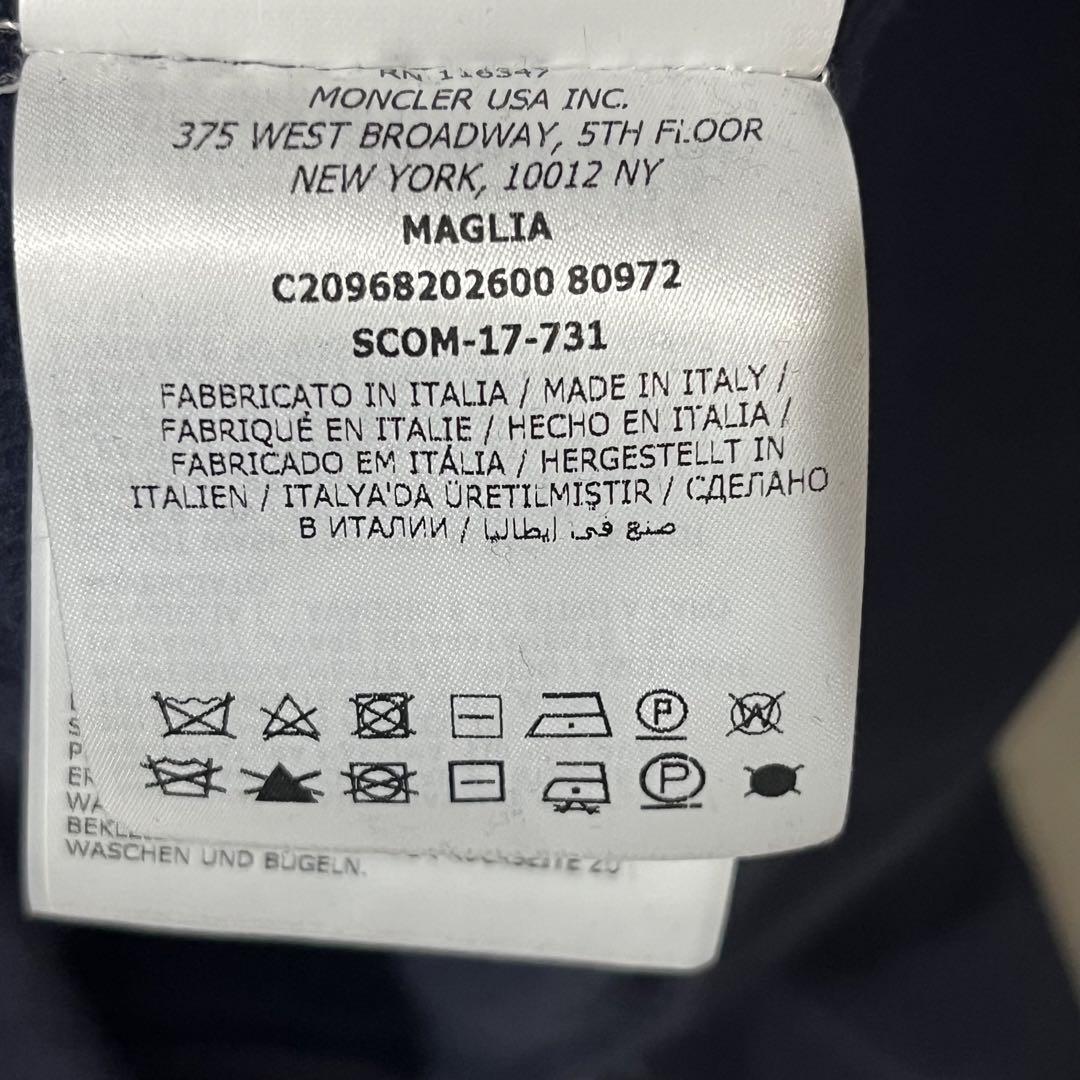 RN 116347
MONCLER USA INC.
375 WEST BROADWAY, 5TH FLOOR
NEW YORK, 10012 NY
MAGLIA
C20968202600 80972
SCOM-17-731
FABBRICATO IN ITALIA / MADE IN ITALY /
FABRIQUÉ EN ITALIE / HECHO EN ITALIA /
FABRICADO EM ITÁLIA / HERGESTELLT IN
ITALIEN / ITALYA'DA ÜRETILMIŞTIR / СДЕЛАНО
В ИТАЛИИ / صنع في ايطاليا
P W
P
WASCHEN UND BÜGELN.